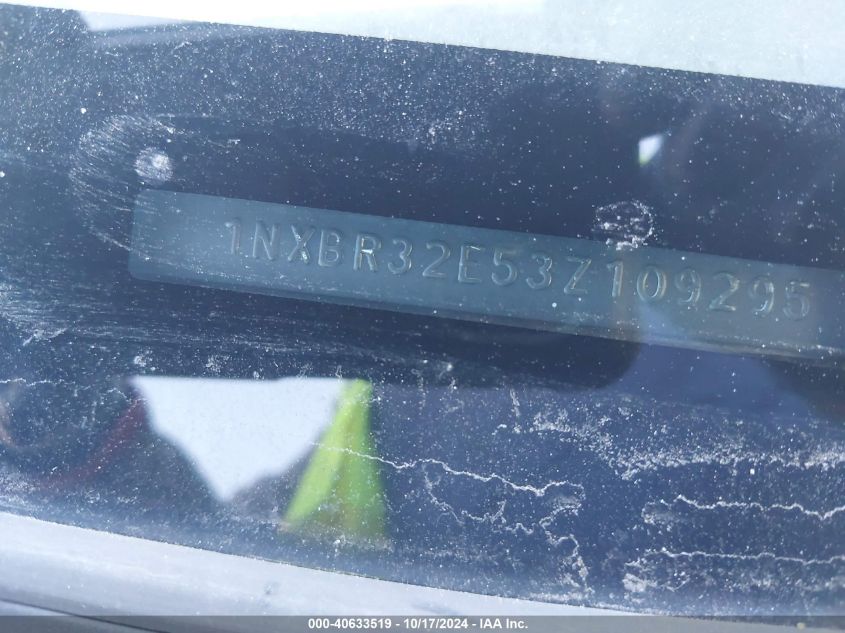 1NXBR32E53Z109295
000-40633519 - 10/17/2024 - IAA Inc.